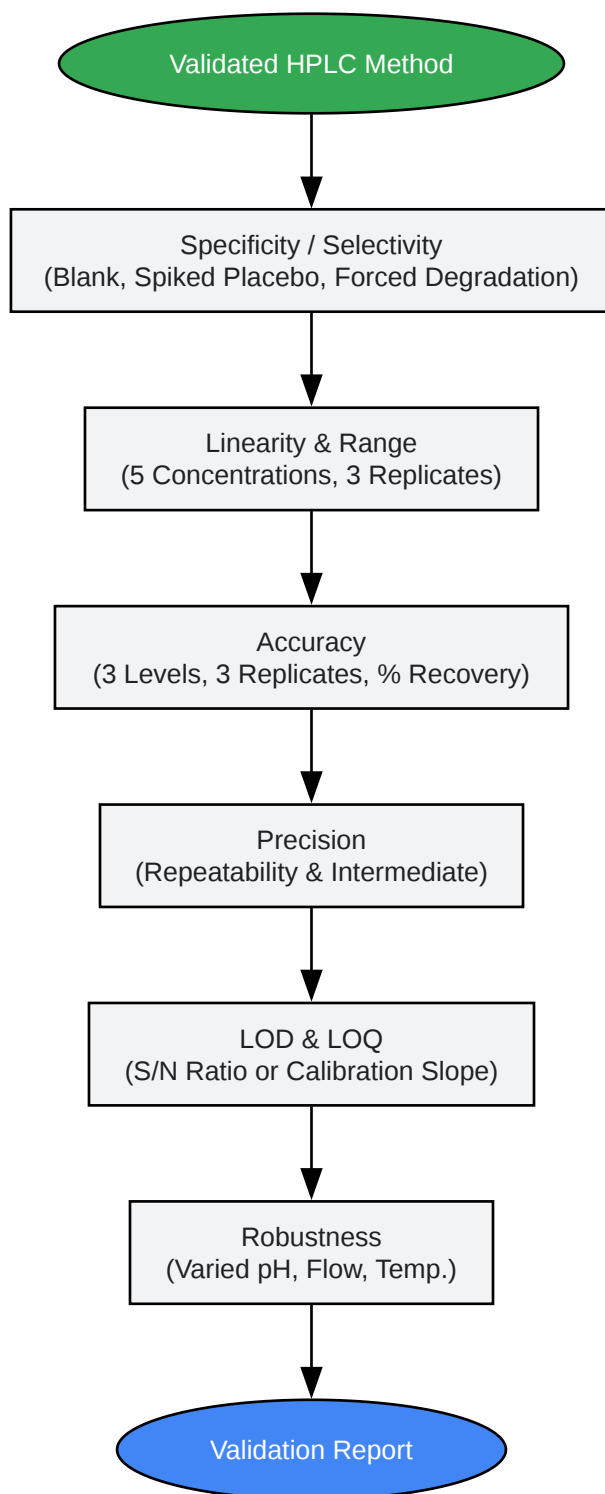 Validated HPLC Method
Specificity / Selectivity
(Blank, Spiked Placebo, Forced Degradation)
Linearity & Range
(5 Concentrations, 3 Replicates)
Accuracy
(3 Levels, 3 Replicates, % Recovery)
Precision
(Repeatability & Intermediate)
LOD & LOQ
(S/N Ratio or Calibration Slope)
Robustness
(Varied pH, Flow, Temp.)
Validation Report